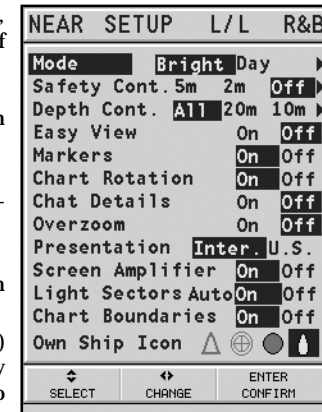 NEAR SETUP L/L R&B
Mode Bright Day
Safety Cont. 5m 2m Off
Depth Cont. All 20m 10m
Easy View On Off
Markers On Off
Chart Rotation On Off
Chat Details On Off
Overzoom On Off
Presentation Inter. U.S.
Screen Amplifier On Off
Light Sectors Auto On Off
Chart Boundaries On Off
Own Ship Icon
SELECT CHANGE ENTER CONFIRM